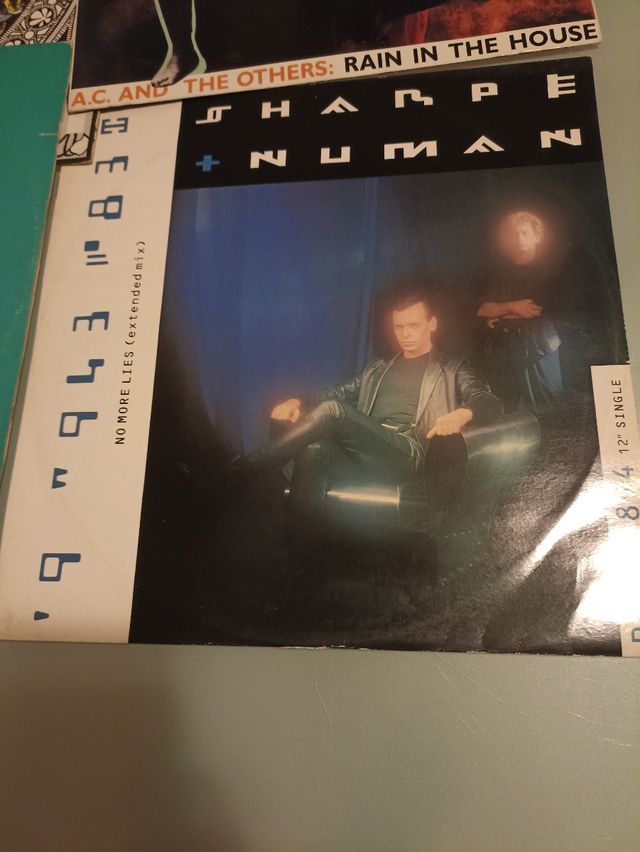 A.C. AND THE OTHERS: RAIN IN THE HOUSE
SHARPE
+ NUMAN
NO MORE LIES (extended mix)
12" SINGLE